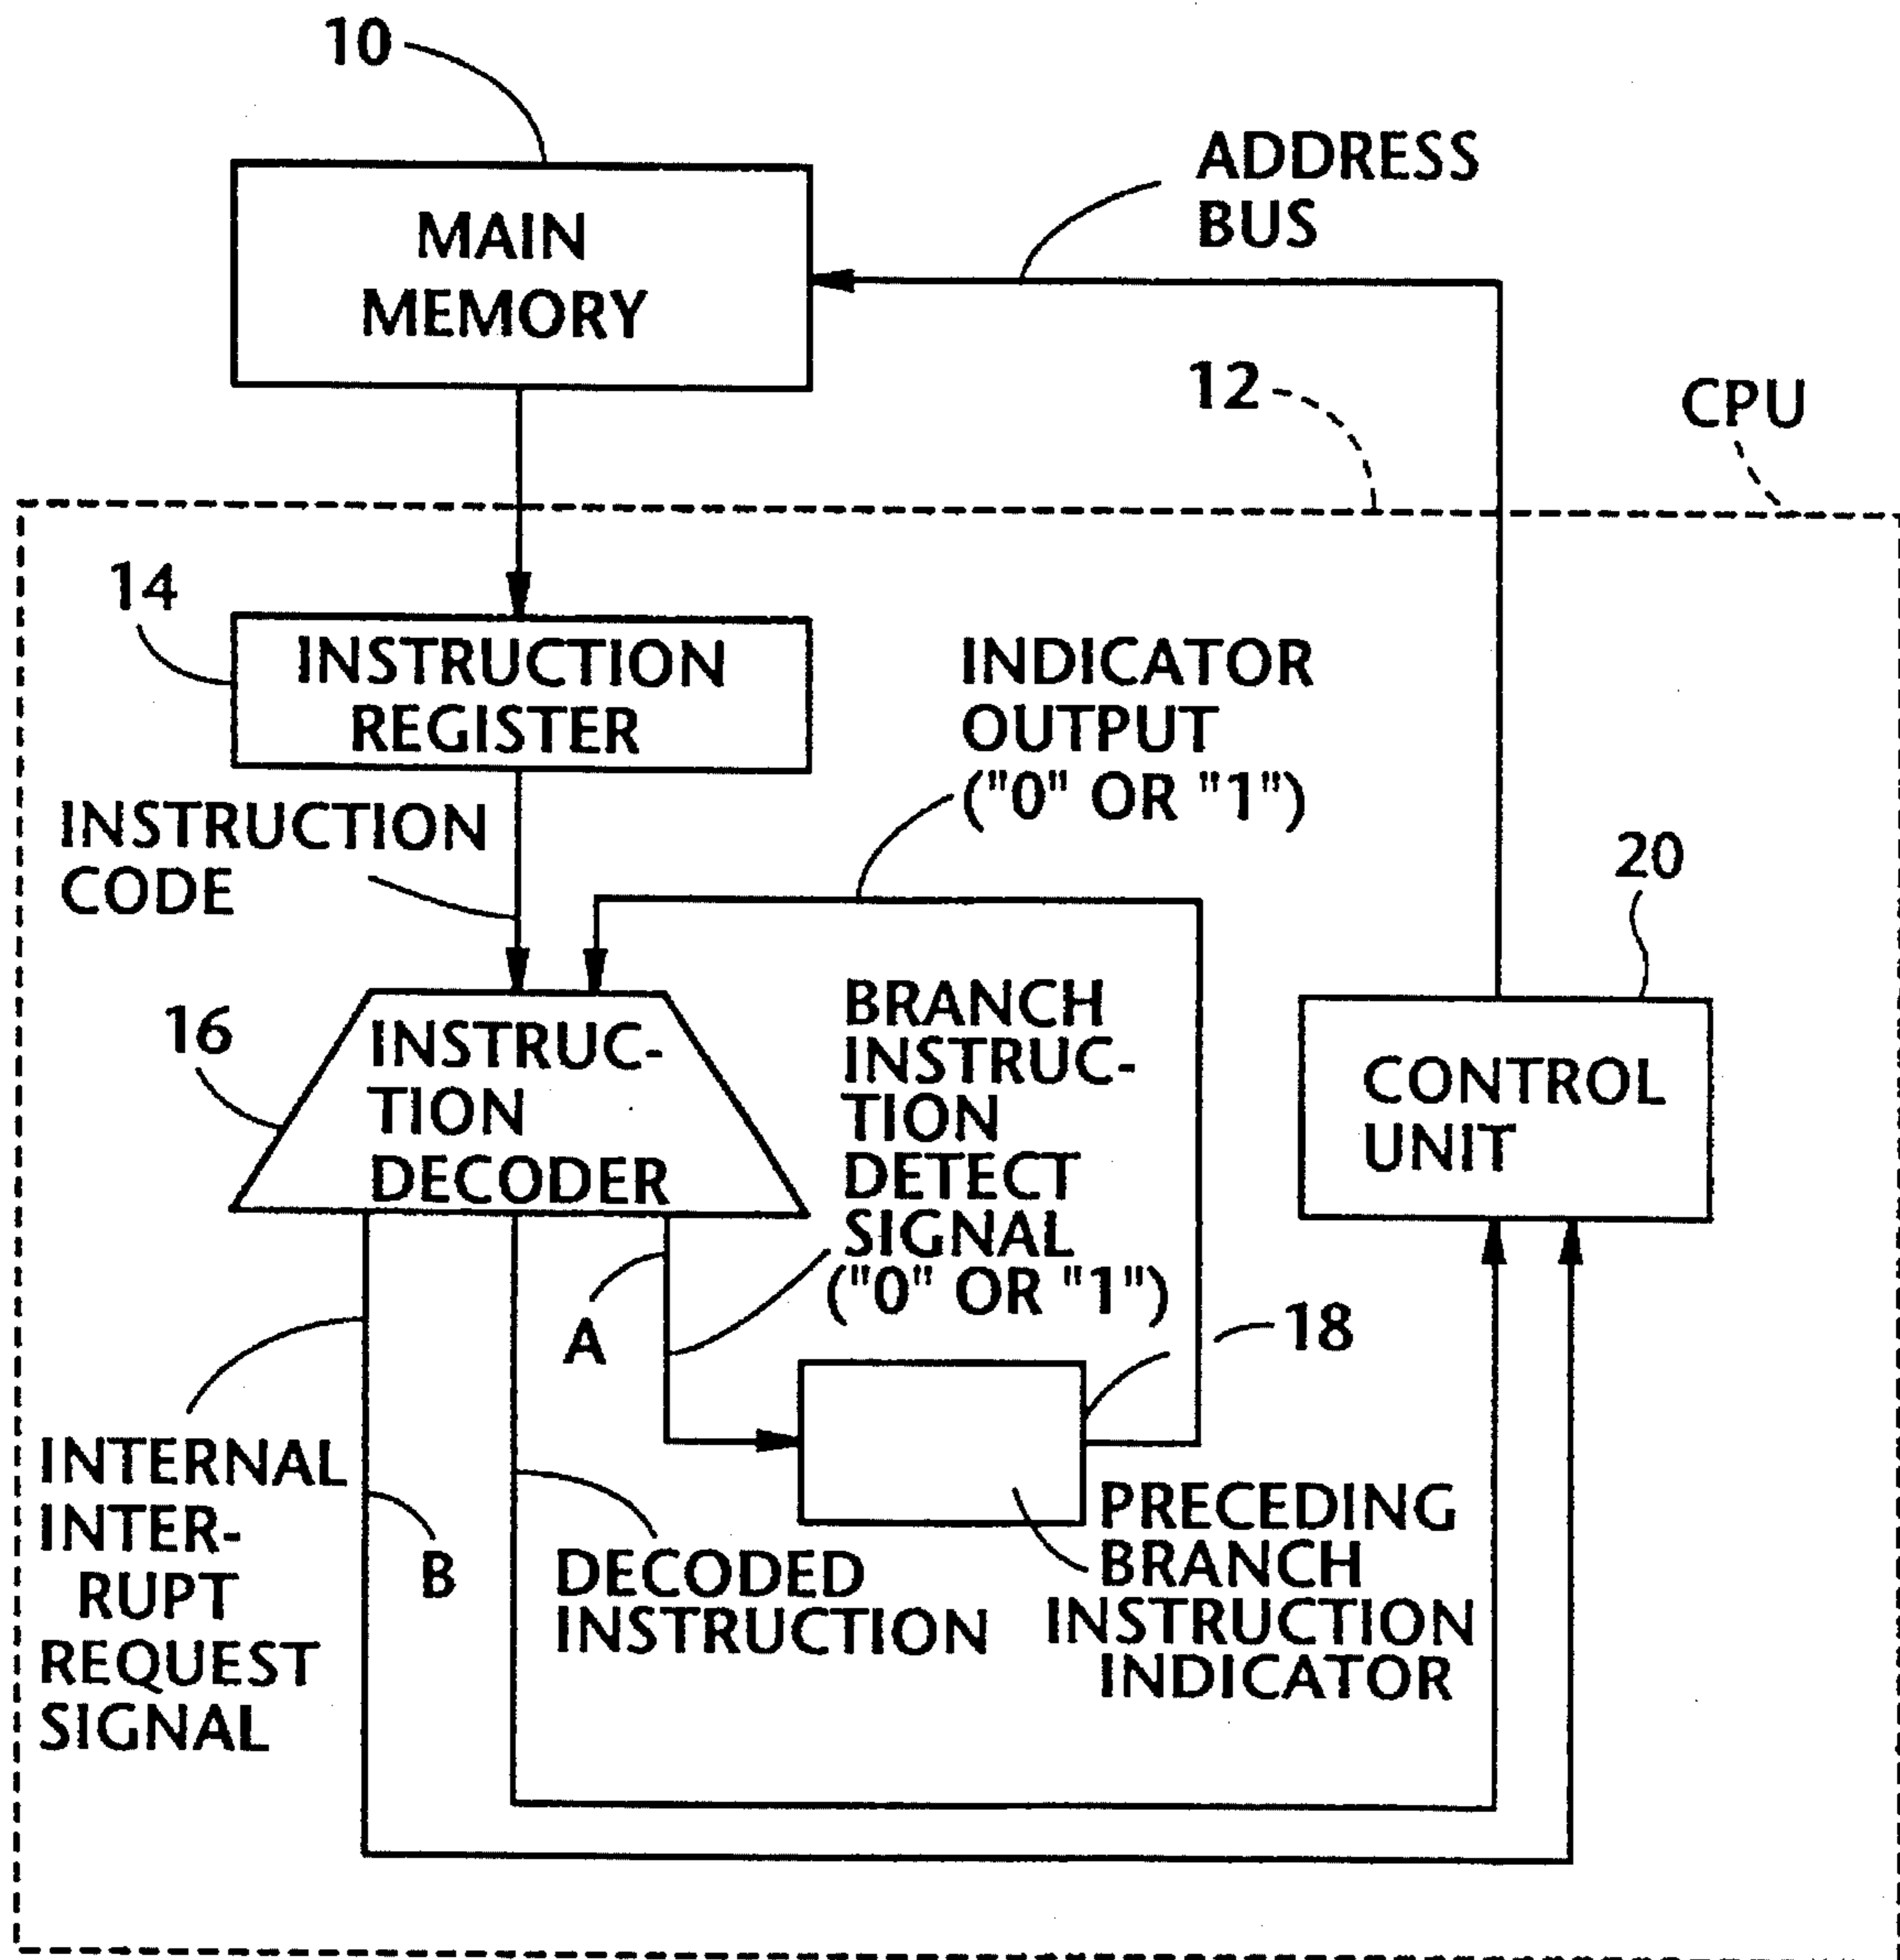 10
ADDRESS
BUS
MAIN
MEMORY
12
CPU
14
INSTRUCTION
REGISTER
INDICATOR
OUTPUT
("0" OR "1")
INSTRUCTION
CODE
20
16
INSTRUC-
TION
DECODER
BRANCH
INSTRUC-
TION
DETECT
SIGNAL
("0" OR "1")
CONTROL
UNIT
A
18
INTERNAL
INTER-
RUPT
REQUEST
SIGNAL
B
DECODED
INSTRUCTION
PRECEDING
BRANCH
INSTRUCTION
INDICATOR